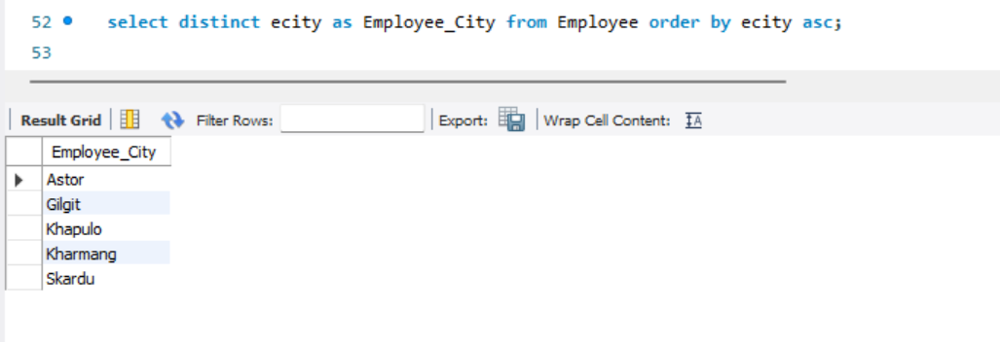 52 select distinct ecity as Employee_City from Employee order by ecity asc;
53
Result Grid Filter Rows: Export: Wrap Cell Content: IA
Employee_City
Astor
Gilgit
Khapulo
Kharmang
Skardu